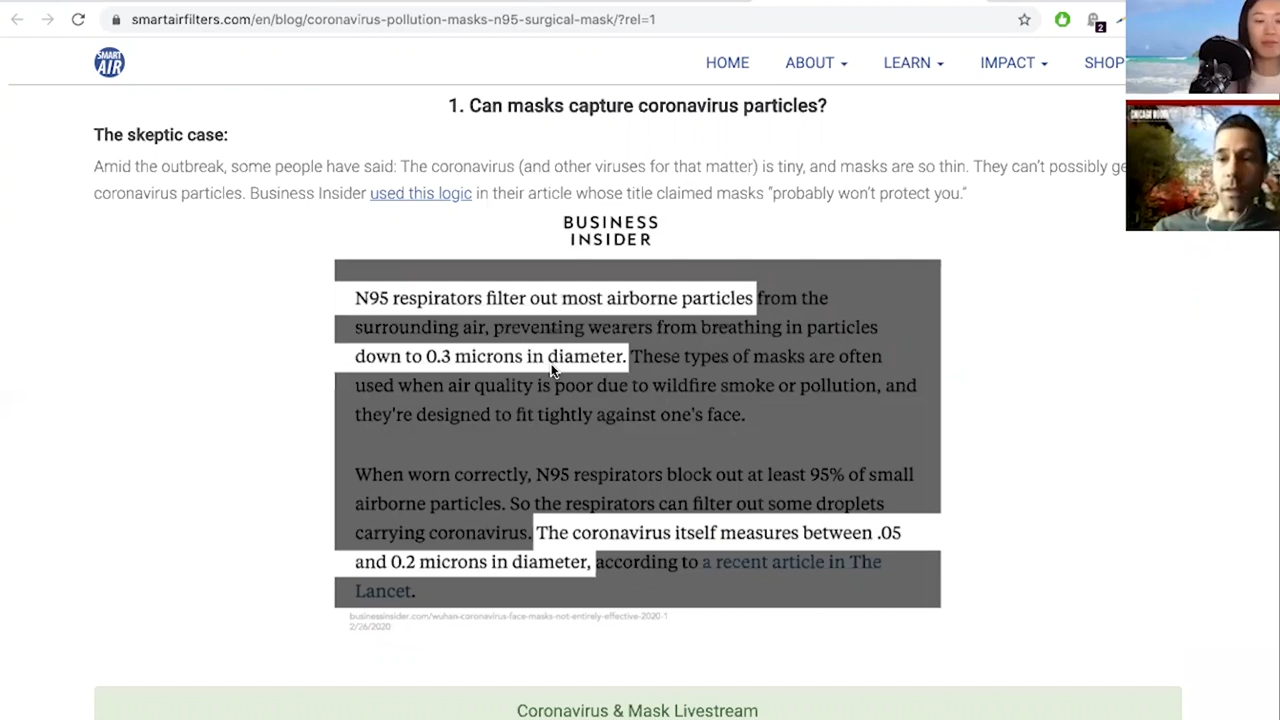 smartairfilters.com/en/blog/coronavirus-pollution-masks-n95-surgical-mask/?rel=1
2
SMART
AIR
HOME ABOUT LEARN IMPACT SHOP
CHICAGO BOOTH
1. Can masks capture coronavirus particles?
The skeptic case:
Amid the outbreak, some people have said: The coronavirus (and other viruses for that matter) is tiny, and masks are so thin. They can't possibly ge
coronavirus particles. Business Insider used this logic in their article whose title claimed masks "probably won't protect you."
BUSINESS
INSIDER
N95 respirators filter out most airborne particles from the
surrounding air, preventing wearers from breathing in particles
down to 0.3 microns in diameter. These types of masks are often
used when air quality is poor due to wildfire smoke or pollution, and
they're designed to fit tightly against one's face.
When worn correctly, N95 respirators block out at least 95% of small
airborne particles. So the respirators can filter out some droplets
carrying coronavirus. The coronavirus itself measures between .05
and 0.2 microns in diameter, according to a recent article in The
Lancet.
businessinsider.com/wuhan-coronavirus-face-masks-not-entirely-effective-2020-1
2/26/2020
Coronavirus & Mask Livestream